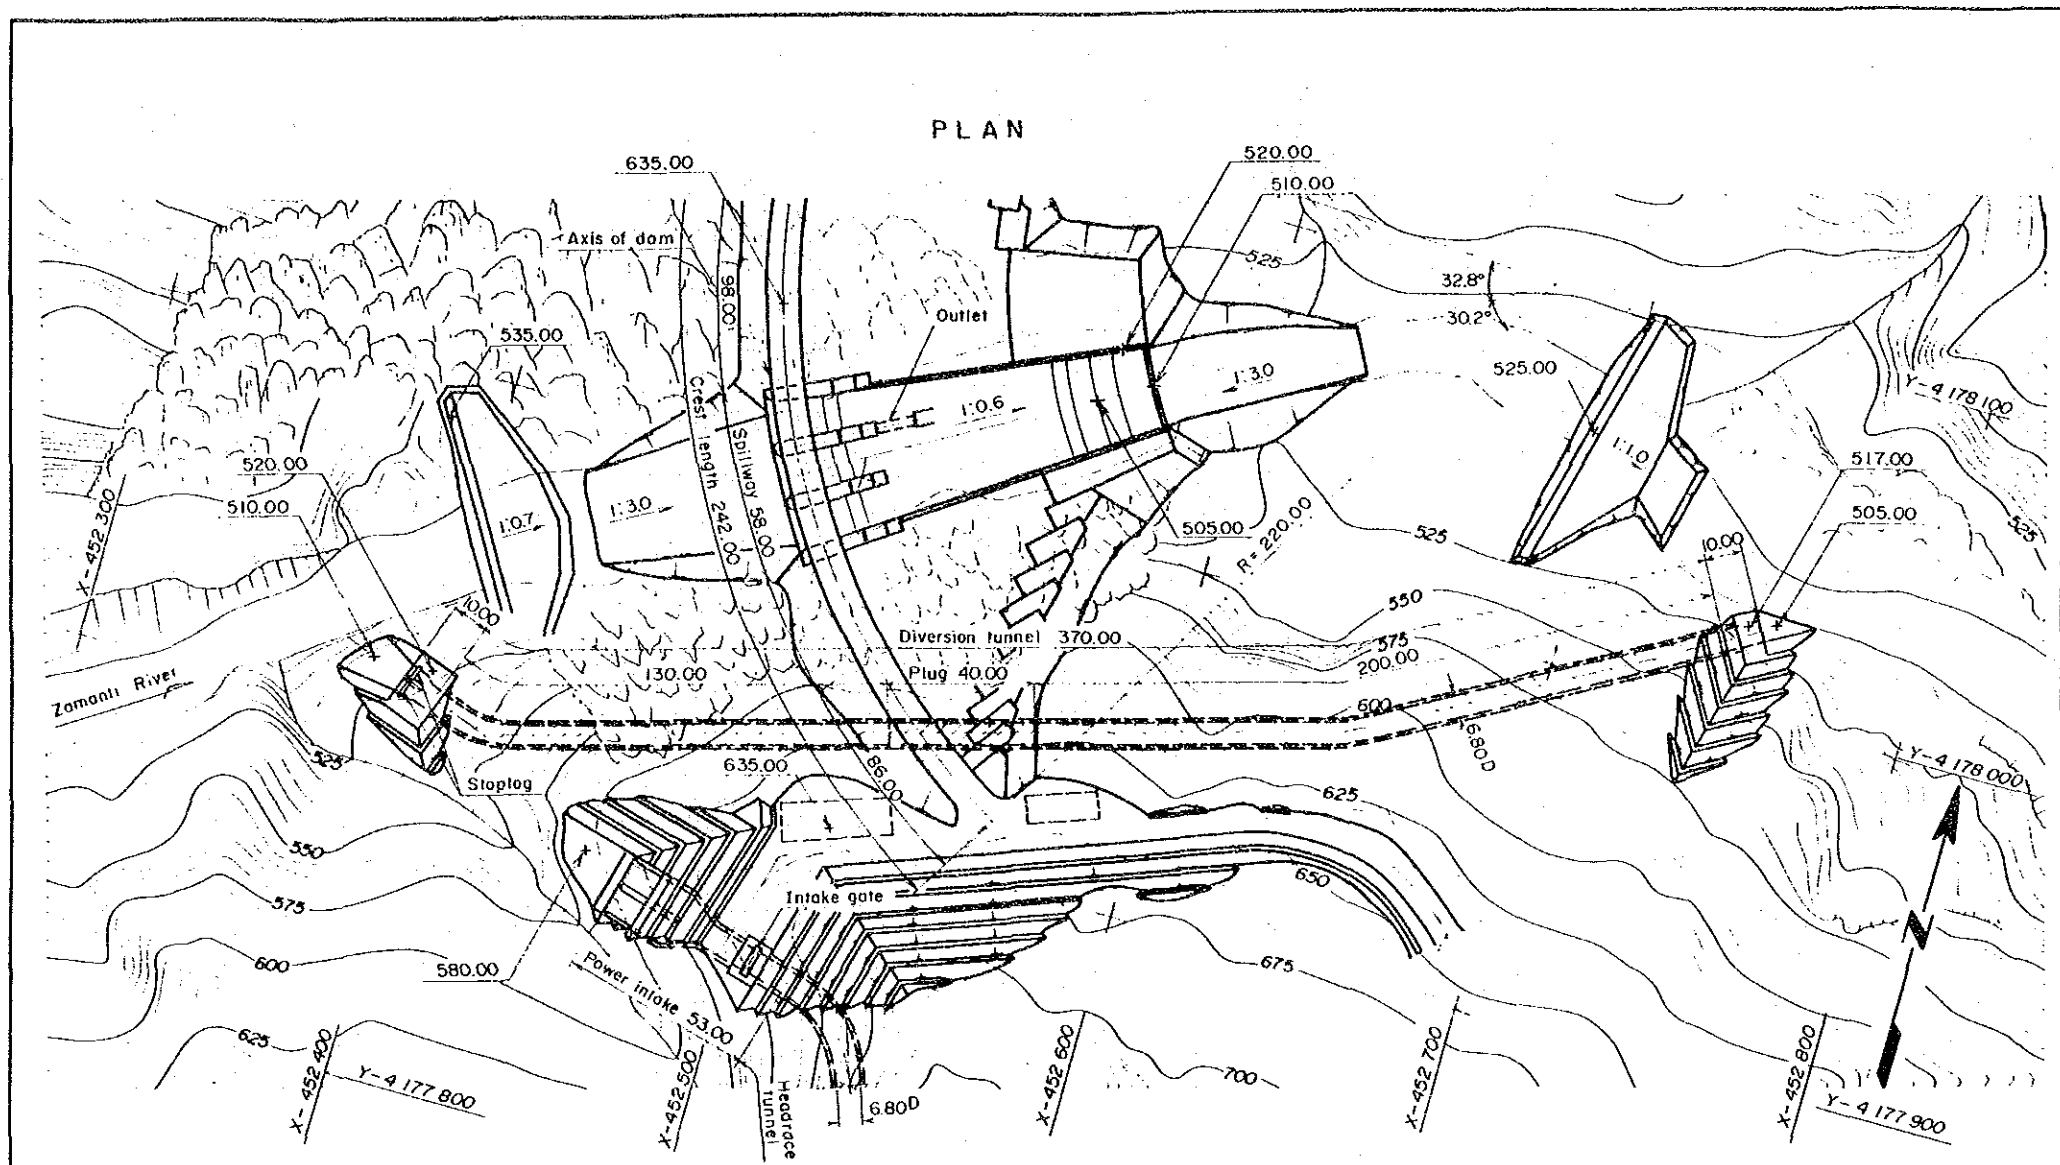 PLAN
635.00
520.00
510.00
Axis of dam
525
32.8°
98.00
Outlet
30.2°
535.00
525.00
Crest length 242.00
Spillway 58.00
1:3.0
1:0.6
Y-4 178 100
1:1.0
520.00
517.00
510.00
1:0.7
1:3.0
505.00
505.00
X-452 300
R=220.00
525
10.00
525
10.00
550
Diversion tunnel 370.00
575
Zamantı River
130.00
Plug 40.00
200.00
600
6.80D
525
Stoplog
635.00
86.00
Y-4 178 000
625
550
575
Intake gate
650
600
580.00
Power intake 53.00
675
625
X-452 400
Y-4 177 800
X-452 500
Headrace
tunnel
6.80D
X-452 600
700
X-452 700
X-452 800
Y-4 177 900
N